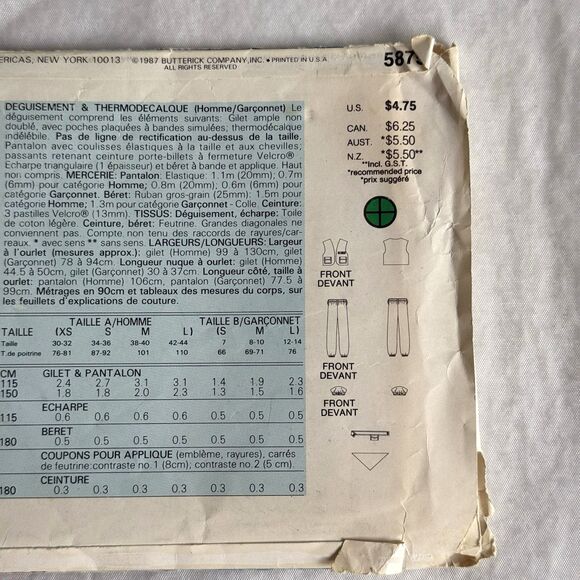 ERICAS, NEW YORK 10013 ©1987 BUTTERICK COMPANY, INC. • PRINTED IN U.S.A.
ALL RIGHTS RESERVED
587
DEGUISEMENT & THERMODECALQUE (Homme/Garçonnet) Le
déguisement comprend les éléments suivants: Gilet ample non
doublé, avec poches plaquées à bandes simulées; thermodécalque
indélébile. Pas de ligne de rectification au-dessus de la taille.
Pantalon avec coulisses élastiques à la taille et aux chevilles;
passants retenant ceinture porte-billets à fermeture Velcro®
Echarpe triangulaire (1 épaisseur) et béret à bande et applique. Haut
non compris. MERCERIE: Pantalon: Elastique: 1.1m (20mm); 0.7m
(6mm) pour catégorie Homme; 0.8m (20mm); 0.6m (6mm) pour
catégorie Garçonnet. Béret: Ruban gros-grain (25mm): 1.5m pour
Homme; 1.3m pour catégorie Garçonnet - Colle. Ceinture:
3 pastilles Velcro® (13mm). TISSUS: Déguisement, écharpe: Toile
de coton légère. Ceinture, béret: Feutrine. Grandes diagonales ne
conviennent pas. Compte non tenu des raccords de rayures/car-
reaux. * avec sens ** sans sens. LARGEURS/LONGUEURS: Largeur
à l'ourlet (mesures approx.): gilet (Homme) 99 à 130cm, gilet
(Garçonnet) 78 à 94cm. Longueur nuque à ourlet: gilet (Homme)
44.5 à 50cm, gilet (Garçonnet) 30 à 37cm. Longueur côté, taille à
ourlet: pantalon (Homme) 106cm, pantalon (Garçonnet) 77.5 à
99cm. Métrages en 90cm et tableaux des mesures du corps, sur
les feuillets d'explications de couture.
TAILLE A/HOMME TAILLE B/GARÇONNET
TAILLE (XS S M L) (S M L)
Taille 30-32 34-36 38-40 42-44 7 8-10 12-14
T.de poitrine 76-81 87-92 101 110 66 69-71 76
CM GILET & PANTALON
115 2.4 2.7 3.1 3.1 1.4 1.9 2.3
150 1.8 1.8 2.0 2.3 1.3 1.5 1.6
ECHARPE
115 0.6 0.6 0.6 0.6 0.5 0.5 0.5
BERET
180 0.5 0.5 0.5 0.5 0.5 0.5 0.5
COUPONS POUR APPLIQUE (emblème, rayures), carrés
de feutrine: contraste no. 1 (8cm); contraste no. 2 (5 cm).
CEINTURE
180 0.3 0.3 0.3 0.3 0.3 0.3 0.3
U.S. $4.75
CAN. $6.25
AUST. *$5.50
N.Z. *$5.50**
**Incl. G.S.T.
*recommended price
*prix suggéré
FRONT
DEVANT
FRONT
DEVANT
FRONT
DEVANT